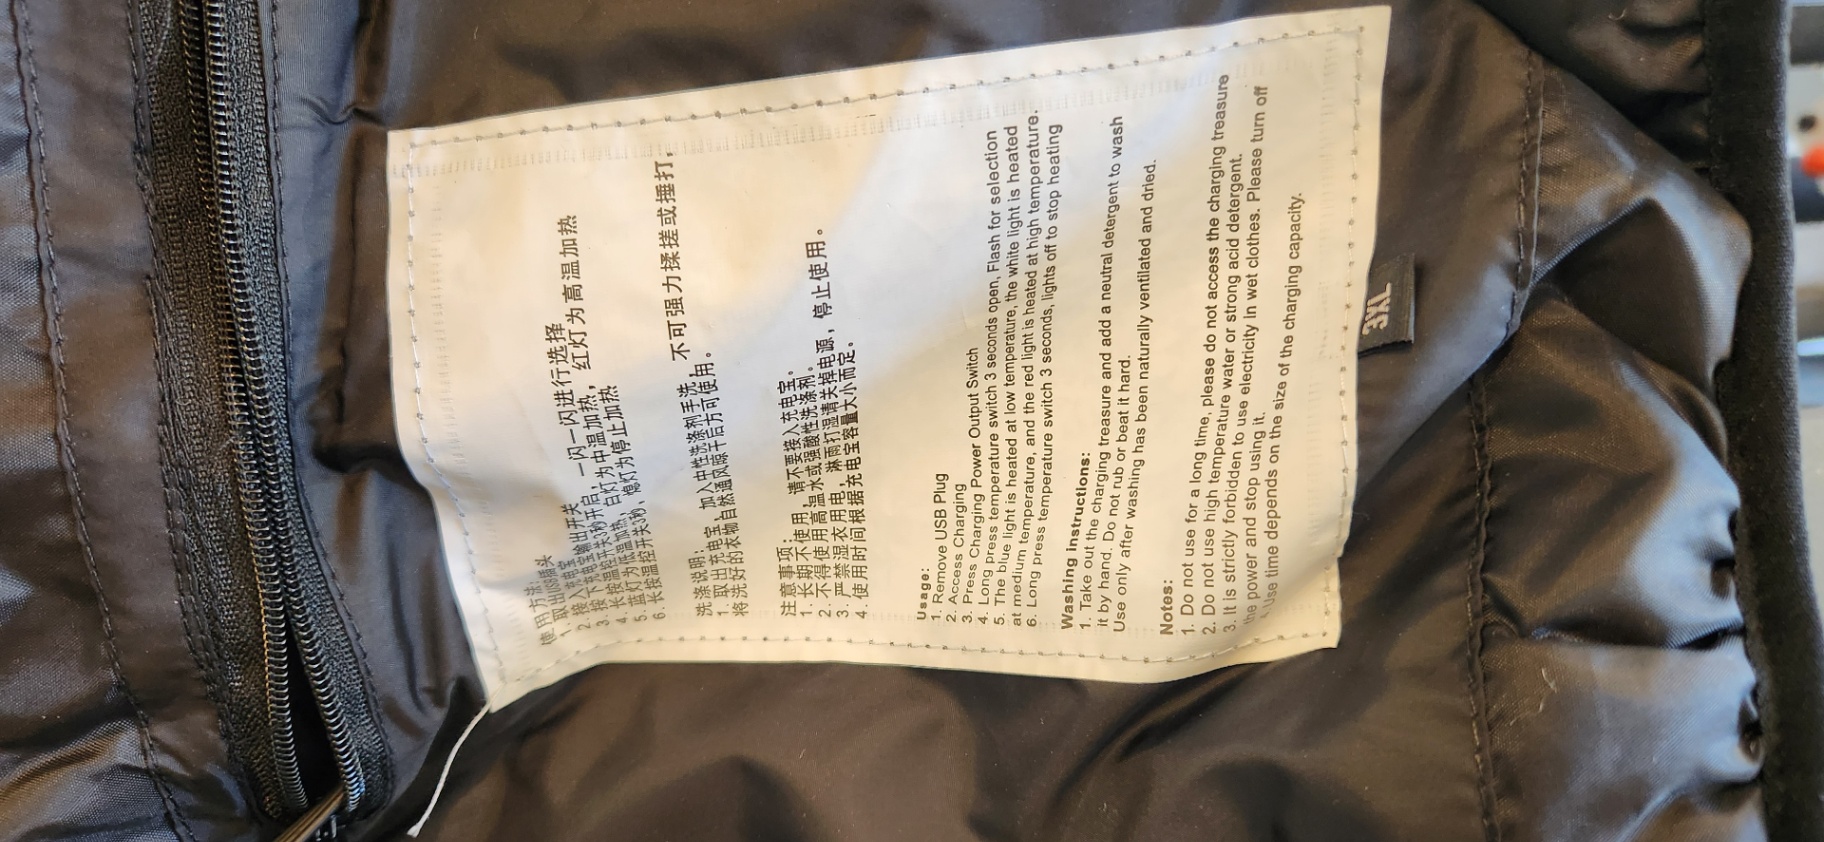 使用方法:
1. 取出USB插头
2. 接入充电宝
3. 按下充电宝输出开关
4. 长按温控开关3秒开启,一闪一闪进行选择
5. 蓝灯为低温加热,白灯为中温加热,红灯为高温加热
6. 长按温控开关3秒、熄灯为停止加热
洗涤说明:
1. 取出充电宝,加入中性洗涤剂手洗,不可强力揉搓或捶打,
将洗好的衣物自然通风晾干后方可使用。
注意事项:
1. 长期不使用,请不要接入充电宝。
2. 不得使用高温水或强酸性洗涤剂。
3. 严禁湿衣用电,淋雨打湿请关掉电源,停止使用。
4. 使用时间根据充电宝容量大小而定。
Usage:
1. Remove USB Plug
2. Access Charging
3. Press Charging Power Output Switch
4. Long press temperature switch 3 seconds open, Flash for selection
5. The blue light is heated at low temperature, the white light is heated
at medium temperature, and the red light is heated at high temperature.
6. Long press temperature switch 3 seconds, lights off to stop heating
Washing instructions:
1. Take out the charging treasure and add a neutral detergent to wash
it by hand. Do not rub or beat it hard.
Use only after washing has been naturally ventilated and dried.
Notes:
1. Do not use for a long time, please do not access the charging treasure
2. Do not use high temperature water or strong acid detergent.
3. It is strictly forbidden to use electricity in wet clothes. Please turn off
the power and stop using it.
4. Use time depends on the size of the charging capacity.
3XL